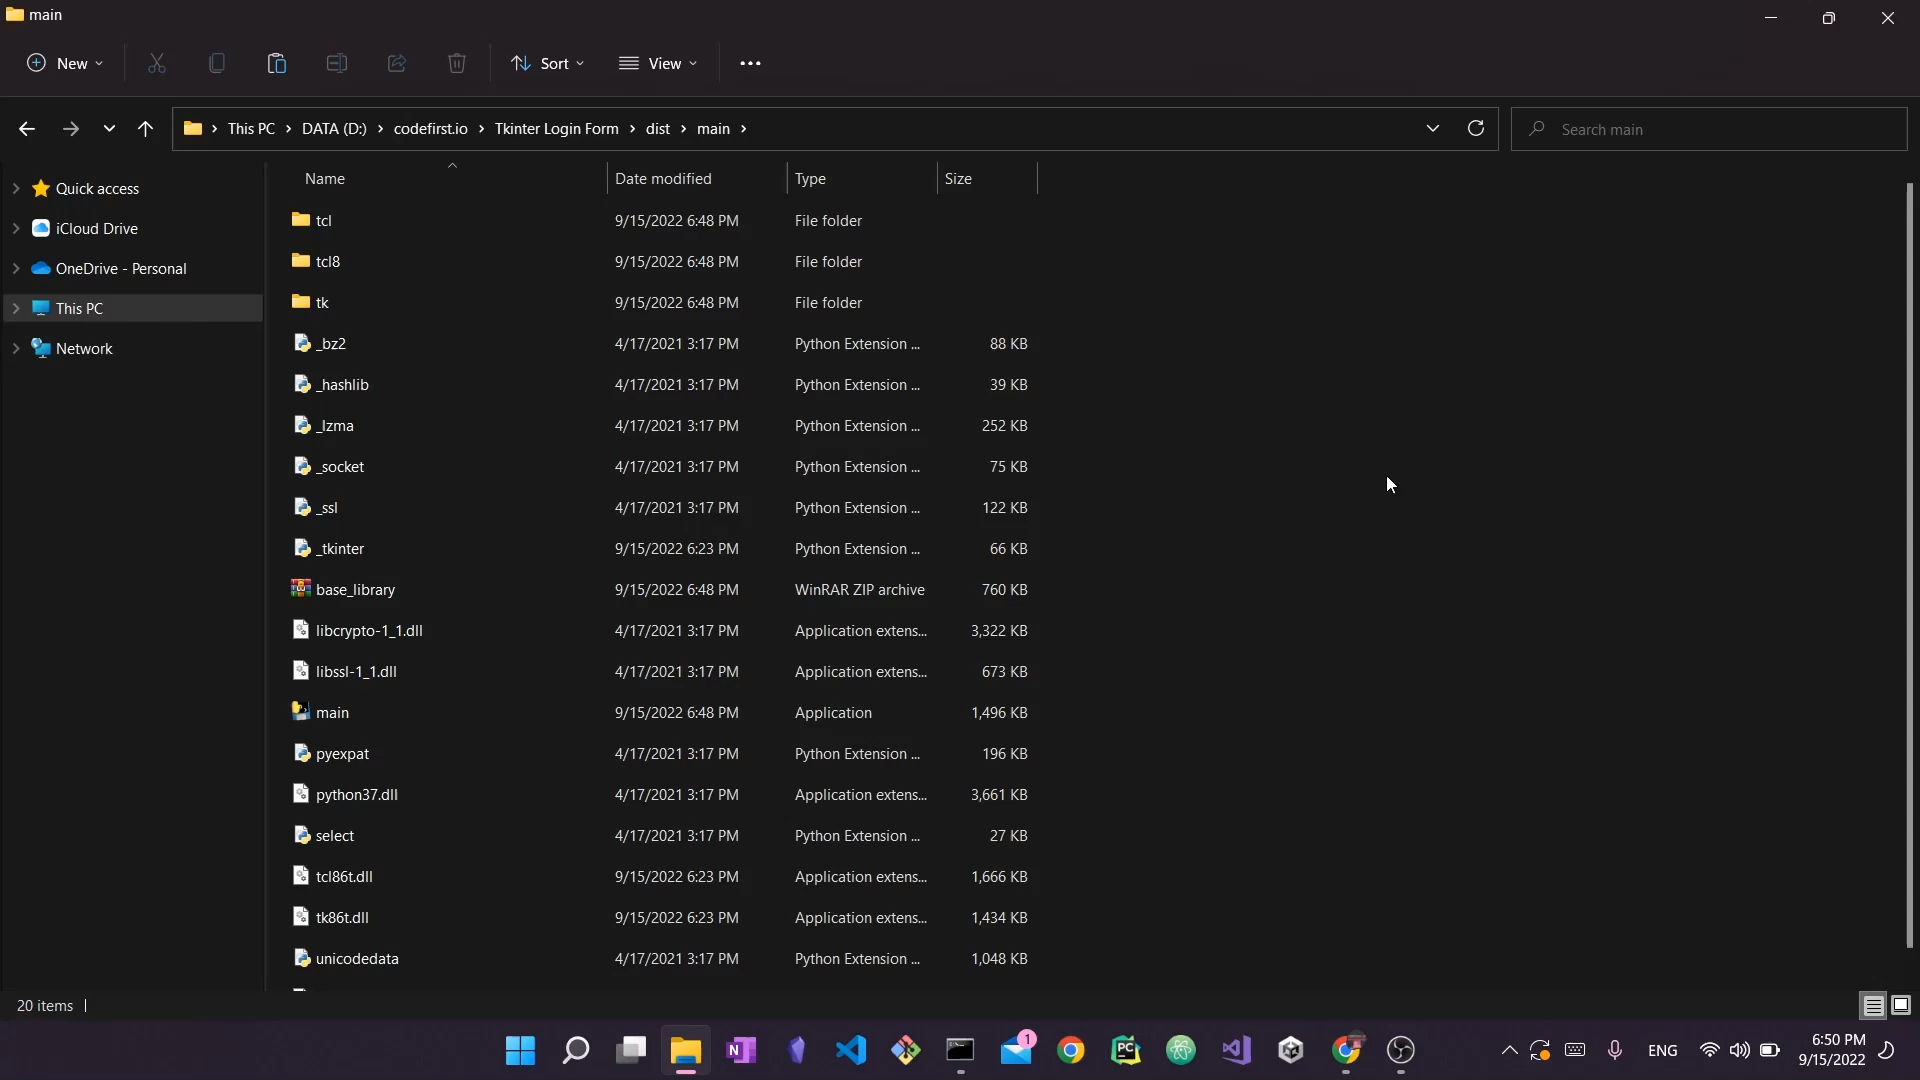 main
New
Sort
View
This PC > DATA (D:) > codefirst.io > Tkinter Login Form > dist > main >
Search main
Quick access
iCloud Drive
OneDrive - Personal
This PC
Network
Name Date modified Type Size
tcl 9/15/2022 6:48 PM File folder
tcl8 9/15/2022 6:48 PM File folder
tk 9/15/2022 6:48 PM File folder
_bz2 4/17/2021 3:17 PM Python Extension ... 88 KB
_hashlib 4/17/2021 3:17 PM Python Extension ... 39 KB
_lzma 4/17/2021 3:17 PM Python Extension ... 252 KB
_socket 4/17/2021 3:17 PM Python Extension ... 75 KB
_ssl 4/17/2021 3:17 PM Python Extension ... 122 KB
_tkinter 9/15/2022 6:23 PM Python Extension ... 66 KB
base_library 9/15/2022 6:48 PM WinRAR ZIP archive 760 KB
libcrypto-1_1.dll 4/17/2021 3:17 PM Application extens... 3,322 KB
libssl-1_1.dll 4/17/2021 3:17 PM Application extens... 673 KB
main 9/15/2022 6:48 PM Application 1,496 KB
pyexpat 4/17/2021 3:17 PM Python Extension ... 196 KB
python37.dll 4/17/2021 3:17 PM Application extens... 3,661 KB
select 4/17/2021 3:17 PM Python Extension ... 27 KB
tcl86t.dll 9/15/2022 6:23 PM Application extens... 1,666 KB
tk86t.dll 9/15/2022 6:23 PM Application extens... 1,434 KB
unicodedata 4/17/2021 3:17 PM Python Extension ... 1,048 KB
20 items
N
PC
1
ENG
6:50 PM
9/15/2022